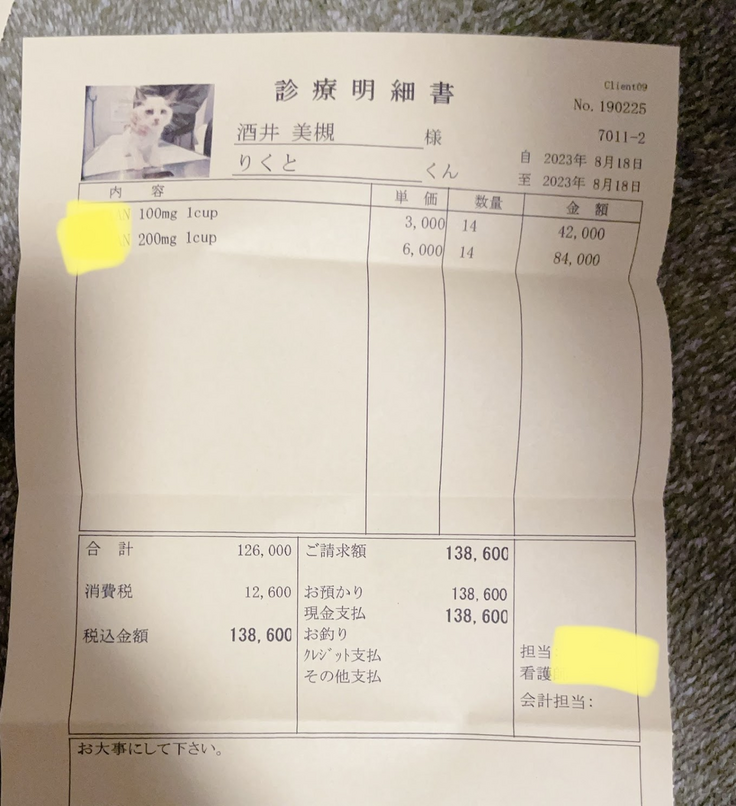 Client09
診療明細書
No. 190225
酒井 美槻 様
7011-2
りくと くん
自 2023年 8月18日
至 2023年 8月18日
内 容 単 価 数量 金 額
N 100mg 1cup 3,000 14 42,000
N 200mg 1cup 6,000 14 84,000
合 計 126,000 ご請求額 138,600
消費税 12,600 お預かり 138,600
現金支払 138,600
税込金額 138,600 お釣り
クレジット支払 担当
その他支払 看護
会計担当:
お大事にして下さい。